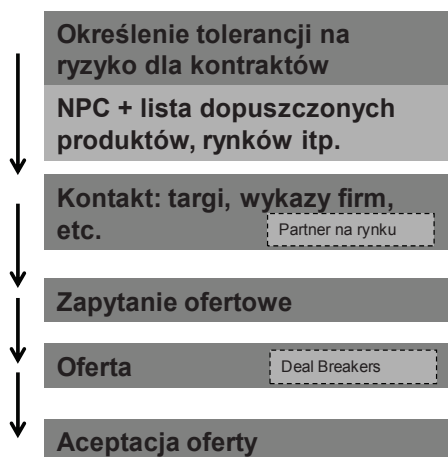 Określenie tolerancji na
ryzyko dla kontraktów
NPC + lista dopuszczonych
produktów, rynków itp.
Kontakt: targi, wykazy firm,
etc.
Partner na rynku
Zapytanie ofertowe
Oferta
Deal Breakers
Aceptacja oferty